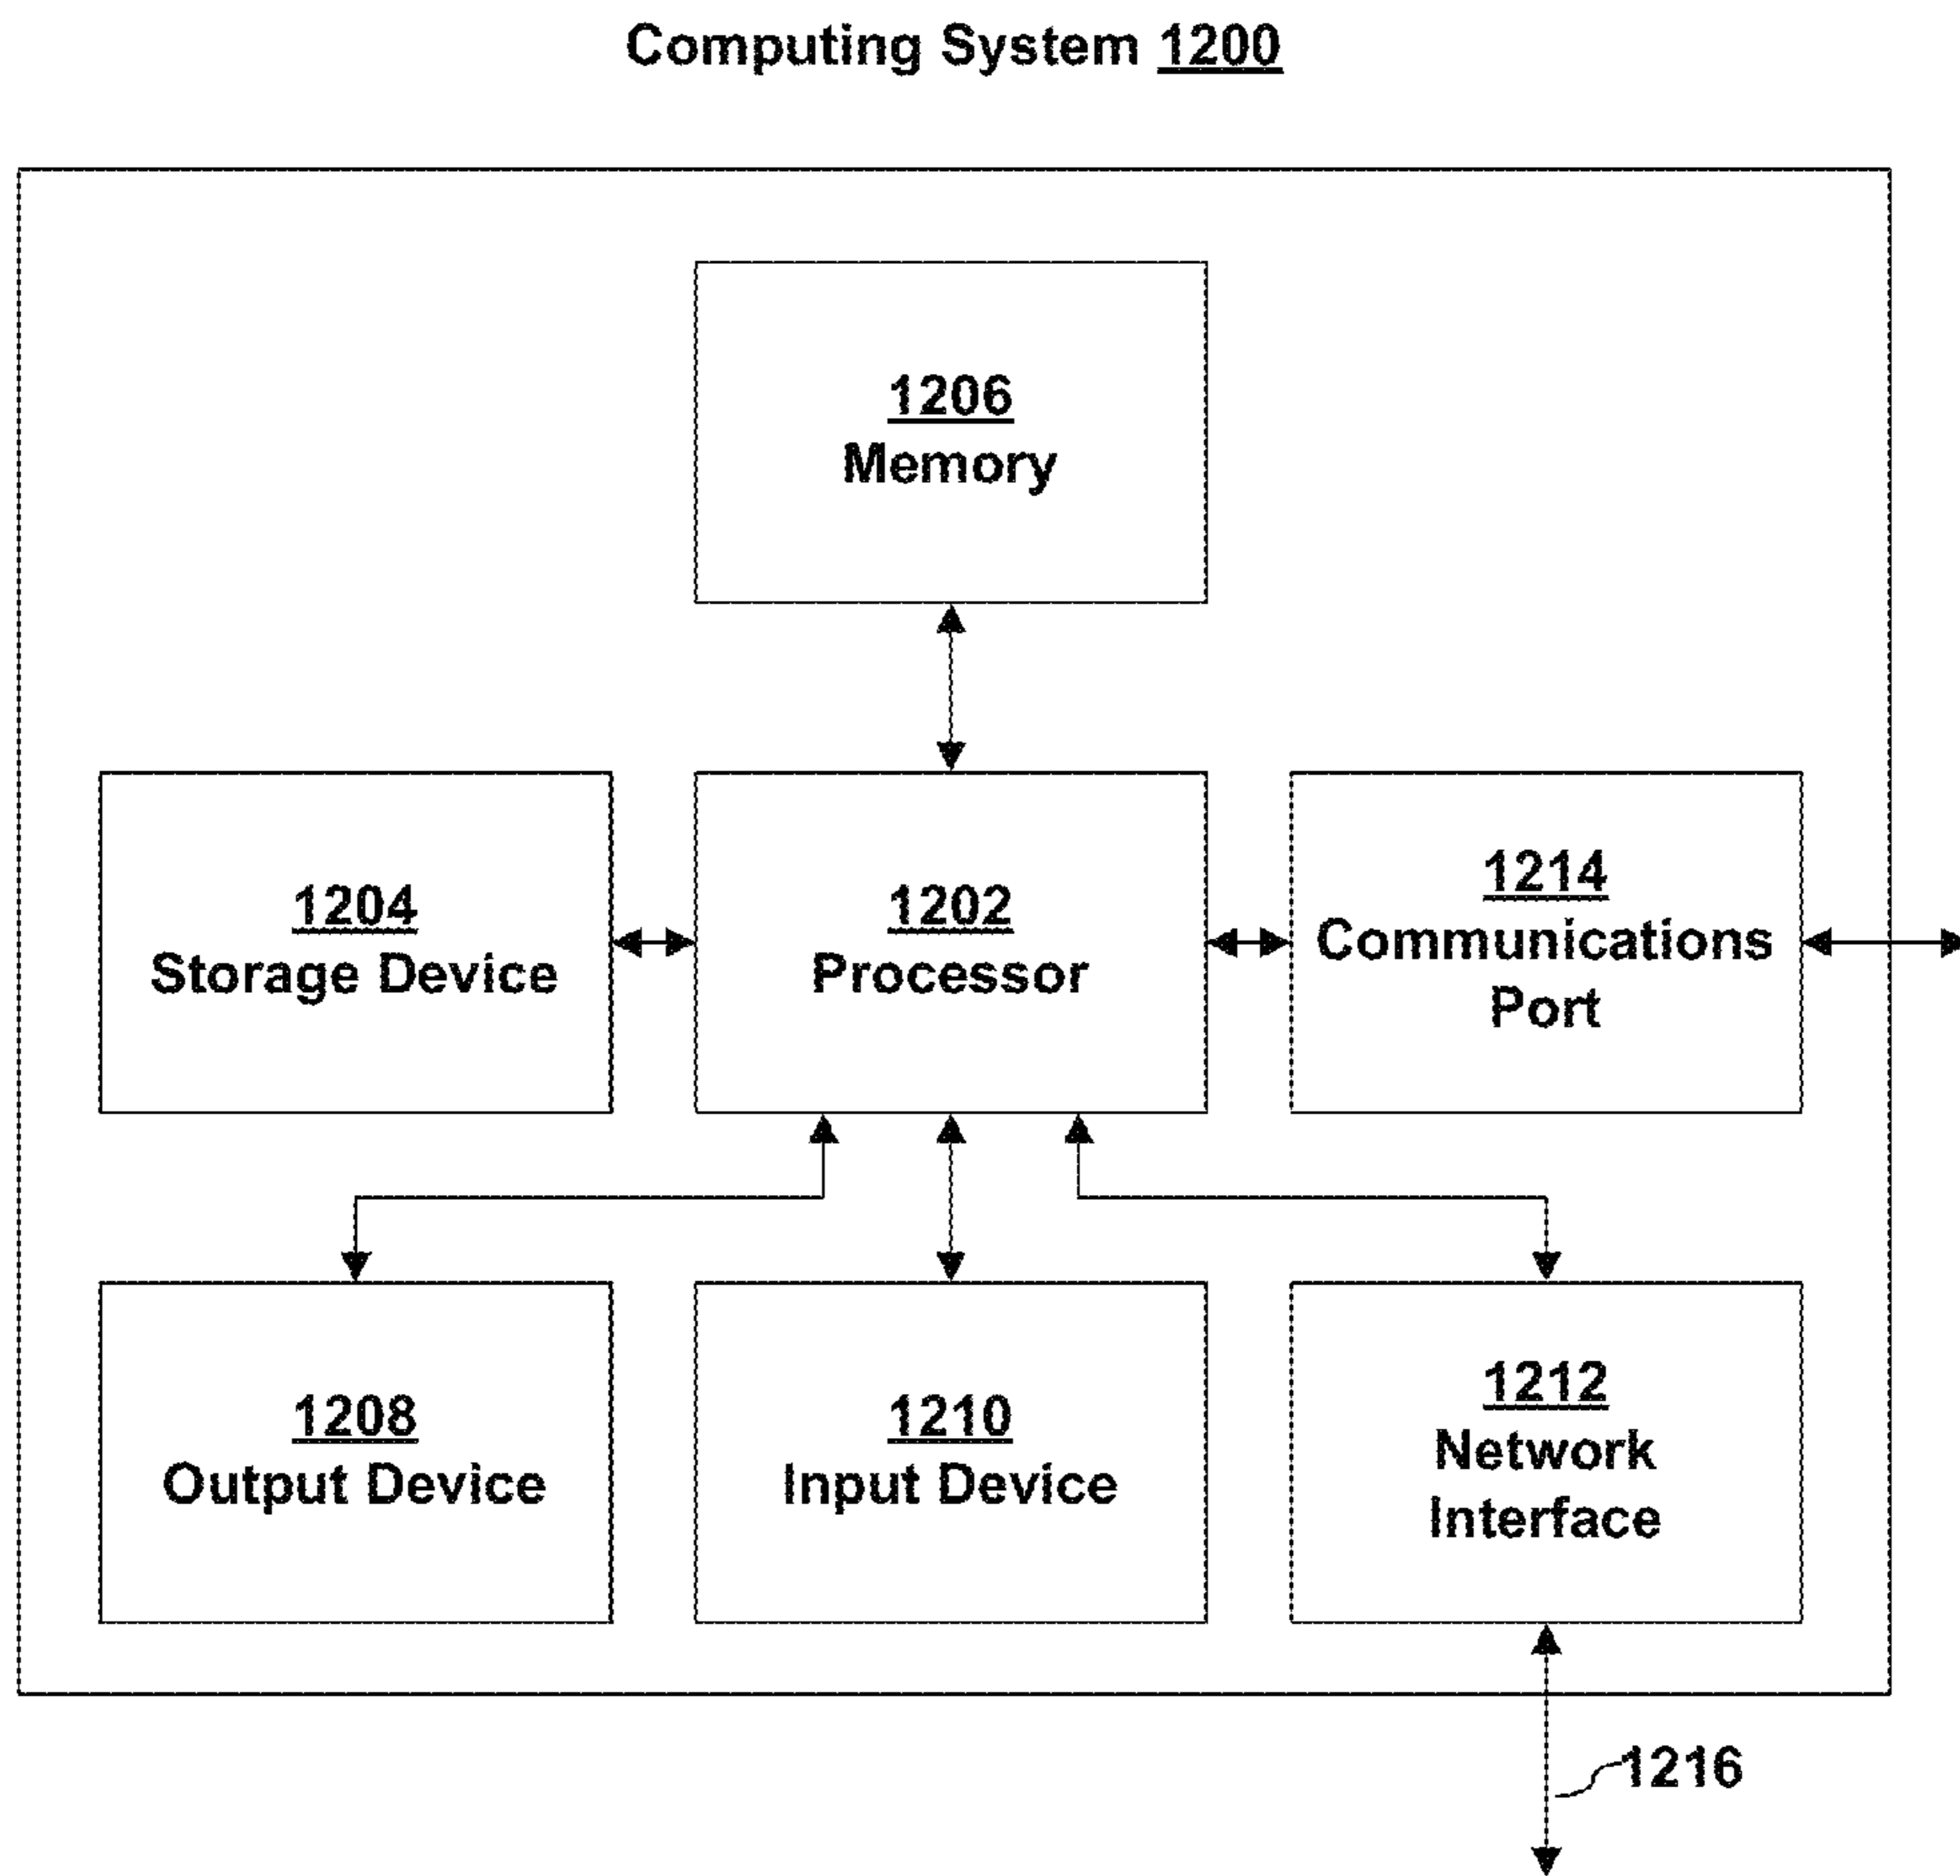 Computing System 1200
1206
Memory
1204
Storage Device
1202
Processor
1214
Communications
Port
1208
Output Device
1210
Input Device
1212
Network
Interface
1216